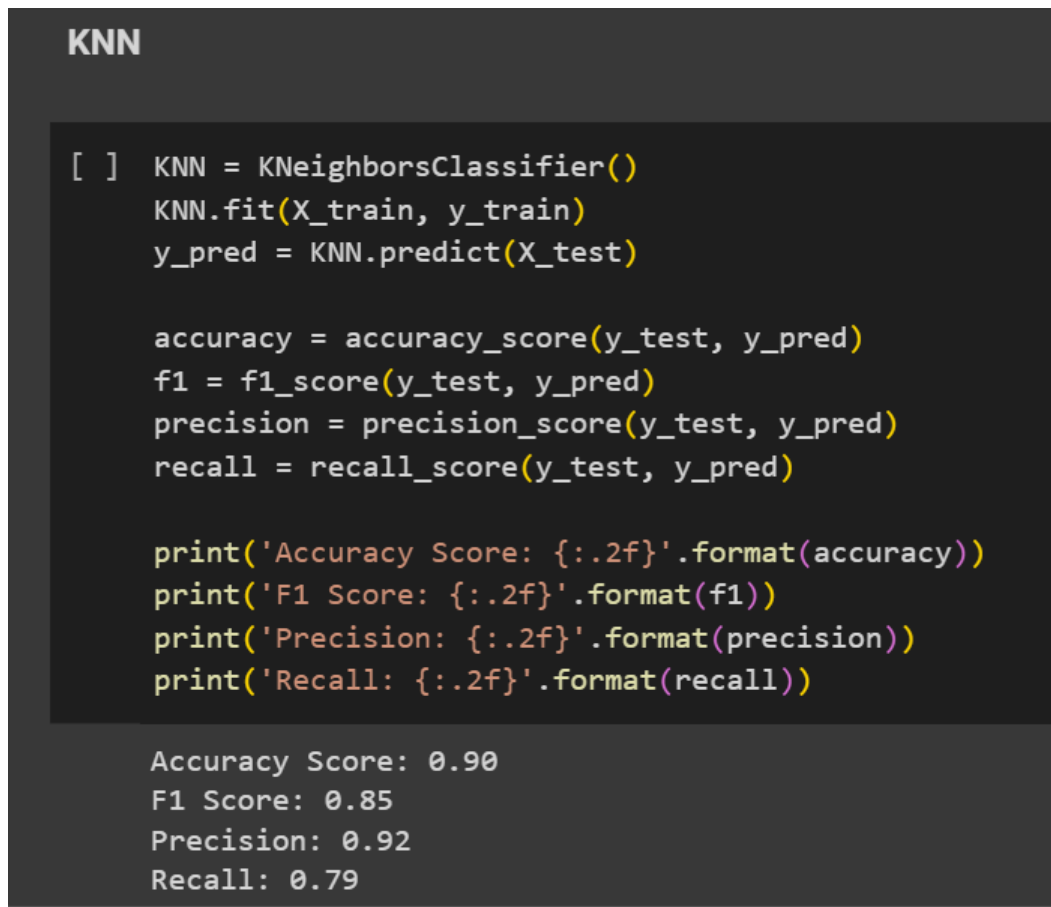 KNN
[ ] KNN = KNeighborsClassifier()
KNN.fit(X_train, y_train)
y_pred = KNN.predict(X_test)
accuracy = accuracy_score(y_test, y_pred)
f1 = f1_score(y_test, y_pred)
precision = precision_score(y_test, y_pred)
recall = recall_score(y_test, y_pred)
print('Accuracy Score: {:.2f}'.format(accuracy))
print('F1 Score: {:.2f}'.format(f1))
print('Precision: {:.2f}'.format(precision))
print('Recall: {:.2f}'.format(recall))
Accuracy Score: 0.90
F1 Score: 0.85
Precision: 0.92
Recall: 0.79